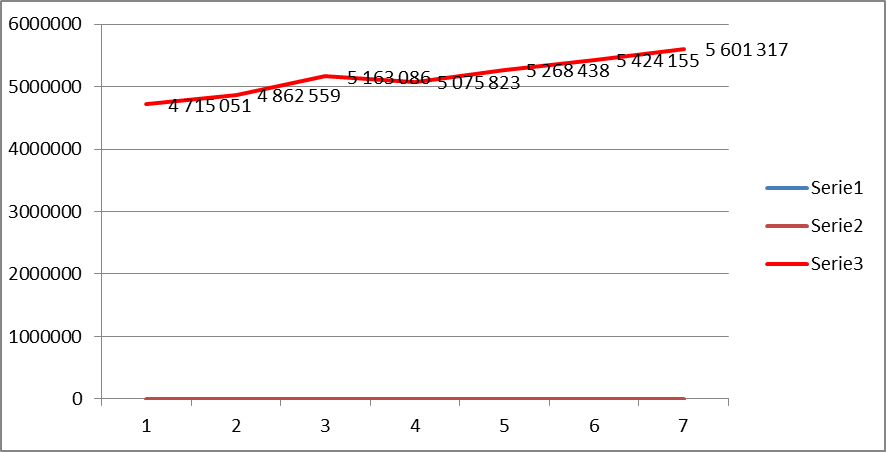 6000000
5000000
4000000
3000000
2000000
1000000
0
4 715 051
4 862 559
5 163 086
5 075 823
5 268 438
5 424 155
5 601 317
1 2 3 4 5 6 7
Serie1
Serie2
Serie3